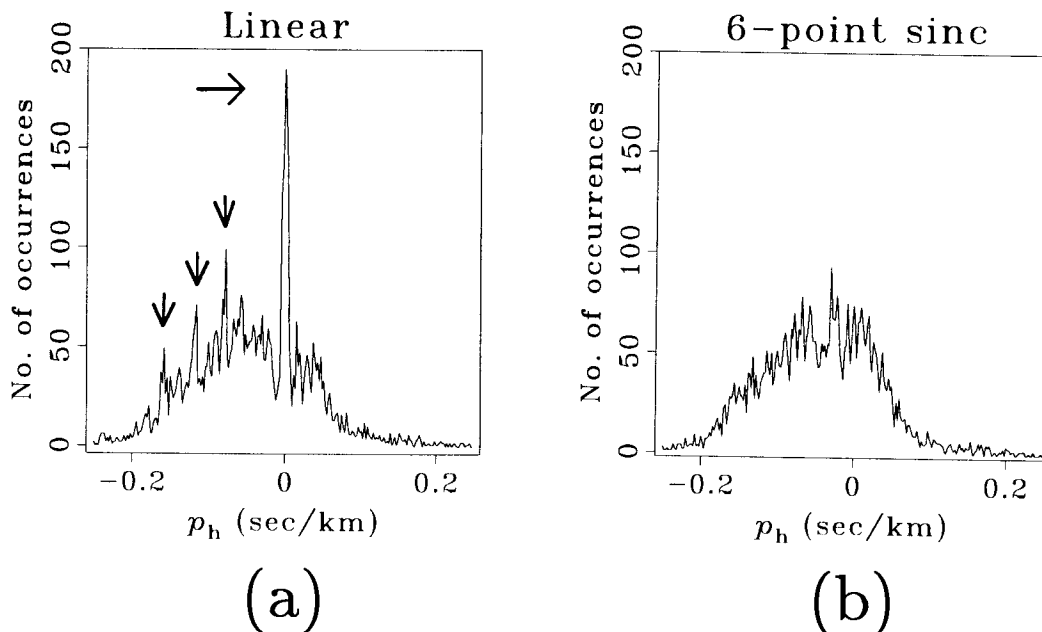 Linear
No. of occurrences
200
150
100
50
0
-0.2
0
0.2
p_h (sec/km)
(a)
6-point sinc
No. of occurrences
200
150
100
50
0
-0.2
0
0.2
p_h (sec/km)
(b)